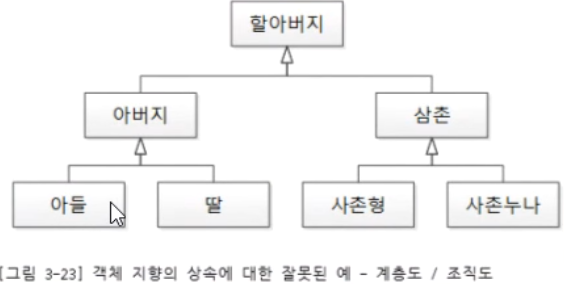 할아버지
아버지
삼촌
아들
딸
사촌형
사촌누나
[그림 3-23] 객체 지향의 상속에 대한 잘못된 예 - 계층도 / 조직도